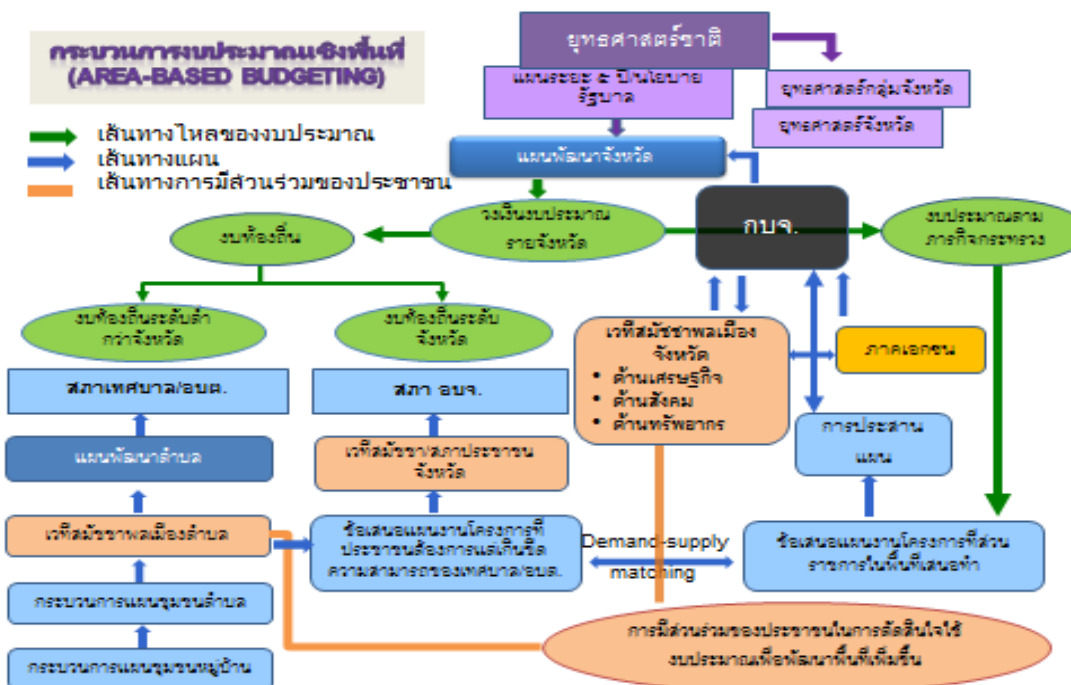 กระบวนการงบประมาณเชิงพื้นที่
(AREA-BASED BUDGETING)
ยุทธศาสตร์ชาติ
แผนระยะ ๕ ปี/นโยบาย
รัฐบาล
ยุทธศาสตร์กลุ่มจังหวัด
ยุทธศาสตร์จังหวัด
เส้นทางไหลของงบประมาณ
เส้นทางแผน
เส้นทางการมีส่วนร่วมของประชาชน
แผนพัฒนาจังหวัด
งบท้องถิ่น
วงเงินงบประมาณ
รายจังหวัด
กบจ.
งบประมาณตาม
ภารกิจกระทรวง
งบท้องถิ่นระดับต่ำ
กว่าจังหวัด
งบท้องถิ่นระดับ
จังหวัด
เวทีสมัชชาพลเมือง
จังหวัด
• ด้านเศรษฐกิจ
• ด้านสังคม
• ด้านทรัพยากร
ภาคเอกชน
สภาเทศบาล/อบต.
สภา อบจ.
การประสาน
แผน
แผนพัฒนาตำบล
เวทีสมัชชา/สภาประชาชน
จังหวัด
เวทีสมัชชาพลเมืองตำบล
ข้อเสนอแผนงานโครงการที่
ประชาชนต้องการแต่เกินขีด
ความสามารถของเทศบาล/อบต.
Demand-supply
matching
ข้อเสนอแผนงานโครงการที่ส่วน
ราชการในพื้นที่เสนอทำ
กระบวนการแผนชุมชนตำบล
กระบวนการแผนชุมชนหมู่บ้าน
การมีส่วนร่วมของประชาชนในการตัดสินใจใช้
งบประมาณเพื่อพัฒนาพื้นที่เพิ่มขึ้น